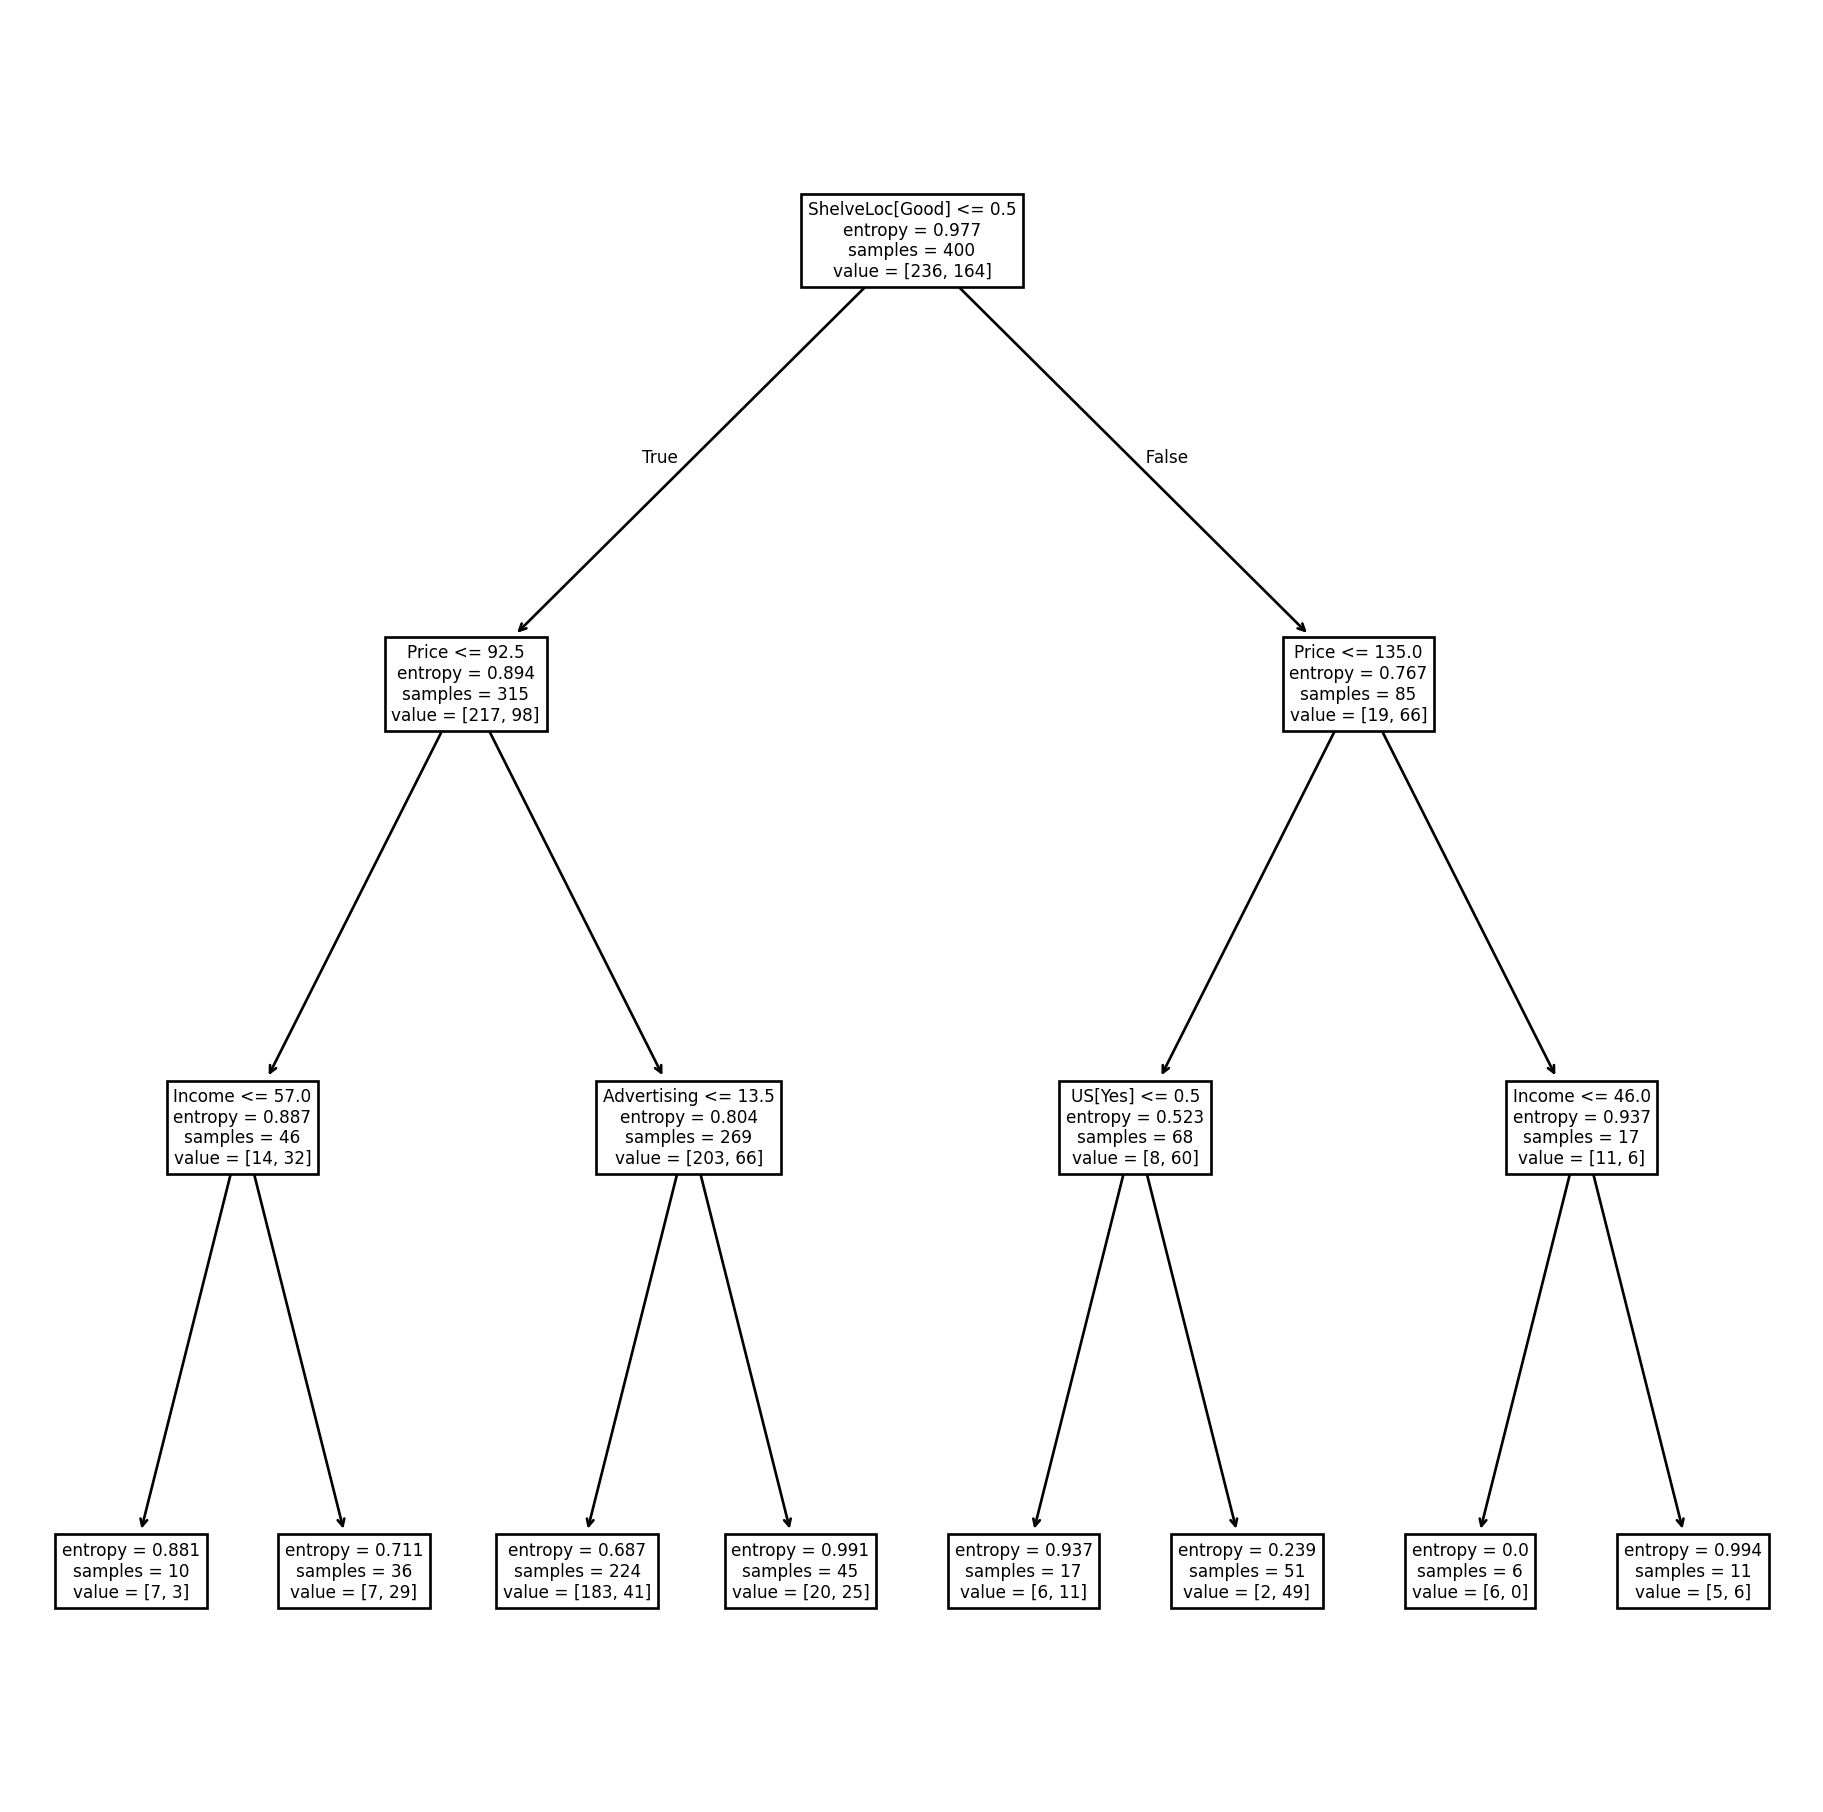 ShelveLoc[Good] <= 0.5
entropy = 0.977
samples = 400
value = [236, 164]
True
False
Price <= 92.5
entropy = 0.894
samples = 315
value = [217, 98]
Price <= 135.0
entropy = 0.767
samples = 85
value = [19, 66]
Income <= 57.0
entropy = 0.887
samples = 46
value = [14, 32]
Advertising <= 13.5
entropy = 0.804
samples = 269
value = [203, 66]
US[Yes] <= 0.5
entropy = 0.523
samples = 68
value = [8, 60]
Income <= 46.0
entropy = 0.937
samples = 17
value = [11, 6]
entropy = 0.881
samples = 10
value = [7, 3]
entropy = 0.711
samples = 36
value = [7, 29]
entropy = 0.687
samples = 224
value = [183, 41]
entropy = 0.991
samples = 45
value = [20, 25]
entropy = 0.937
samples = 17
value = [6, 11]
entropy = 0.239
samples = 51
value = [2, 49]
entropy = 0.0
samples = 6
value = [6, 0]
entropy = 0.994
samples = 11
value = [5, 6]